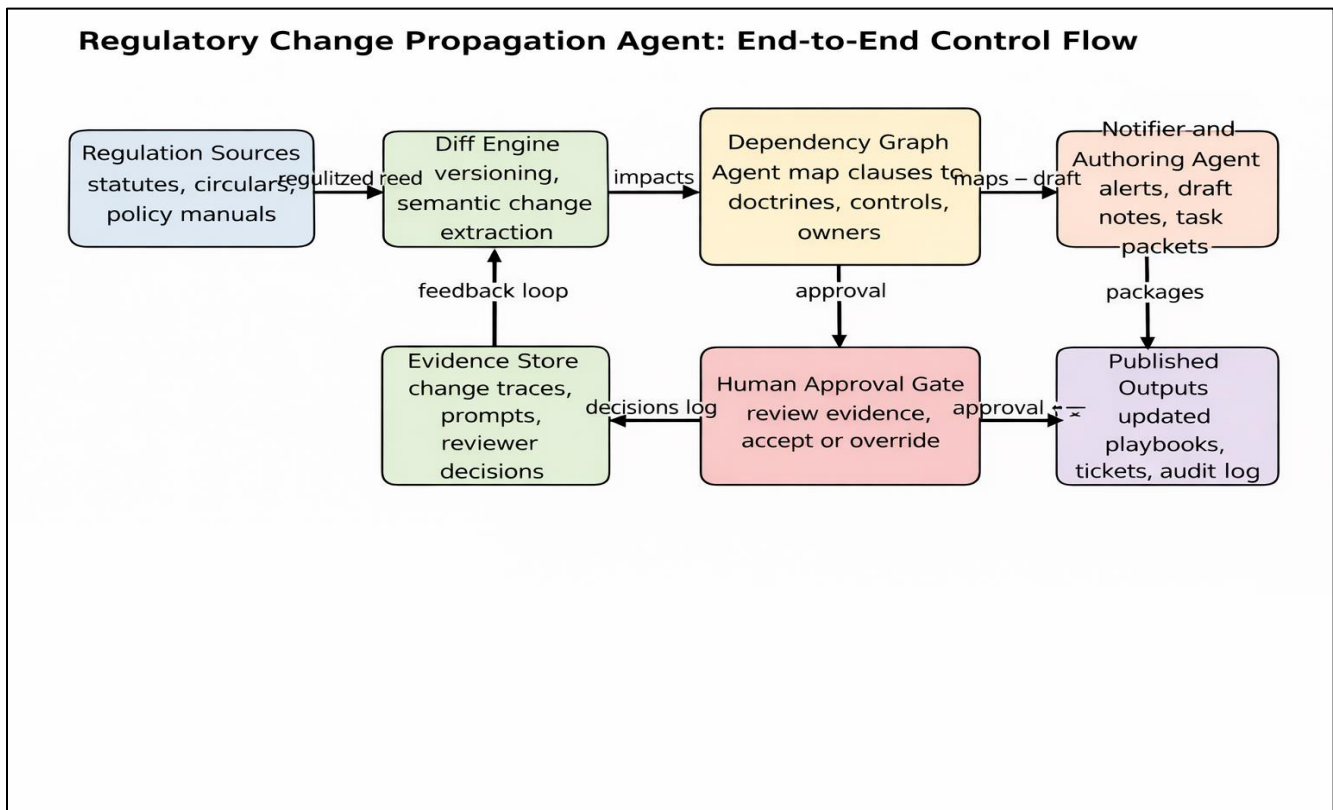 Regulatory Change Propagation Agent: End-to-End Control Flow
Regulation Sources
statutes, circulars,
policy manuals
Diff Engine
versioning,
semantic change
extraction
impacts
Dependency Graph
Agent map clauses to
doctrines, controls,
owners
maps – draft
Notifier and
Authoring Agent
alerts, draft
notes, task
packets
feedback loop
approval
packages
Evidence Store
change traces,
prompts,
reviewer
decisions
decisions log
Human Approval Gate
review evidence,
accept or override
approval
Published
Outputs
updated
playbooks,
tickets, audit log